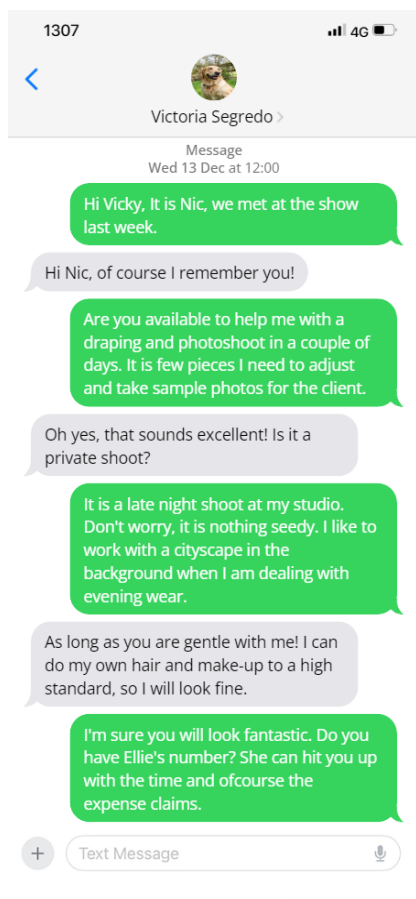 1307
4G
Victoria Segredo
Message
Wed 13 Dec at 12:00
Hi Vicky, It is Nic, we met at the show
last week.
Hi Nic, of course I remember you!
Are you available to help me with a
draping and photoshoot in a couple of
days. It is few pieces I need to adjust
and take sample photos for the client.
Oh yes, that sounds excellent! Is it a
private shoot?
It is a late night shoot at my studio.
Don't worry, it is nothing seedy. I like to
work with a cityscape in the
background when I am dealing with
evening wear.
As long as you are gentle with me! I can
do my own hair and make-up to a high
standard, so I will look fine.
I'm sure you will look fantastic. Do you
have Ellie's number? She can hit you up
with the time and ofcourse the
expense claims.
Text Message